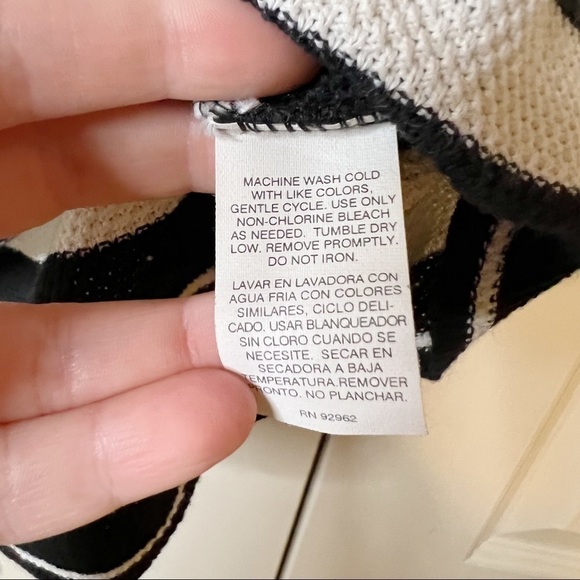 MACHINE WASH COLD
WITH LIKE COLORS,
GENTLE CYCLE. USE ONLY
NON-CHLORINE BLEACH
AS NEEDED. TUMBLE DRY
LOW. REMOVE PROMPTLY.
DO NOT IRON.
LAVAR EN LAVADORA CON
AGUA FRIA CON COLORES
SIMILARES, CICLO DELI-
CADO. USAR BLANQUEADOR
SIN CLORO CUANDO SE
NECESITE. SECAR EN
SECADORA A BAJA
TEMPERATURA.REMOVER
PRONTO. NO PLANCHAR.
RN 92962